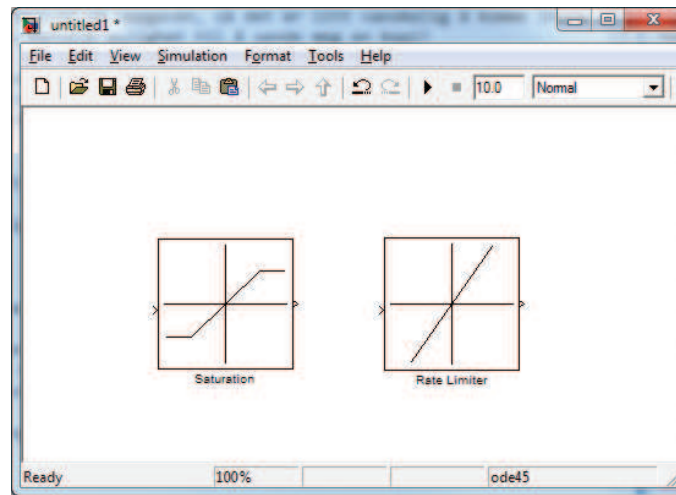 untitled1 *
File Edit View Simulation Format Tools Help
10.0 Normal
Saturation
Rate Limiter
Ready 100% ode45